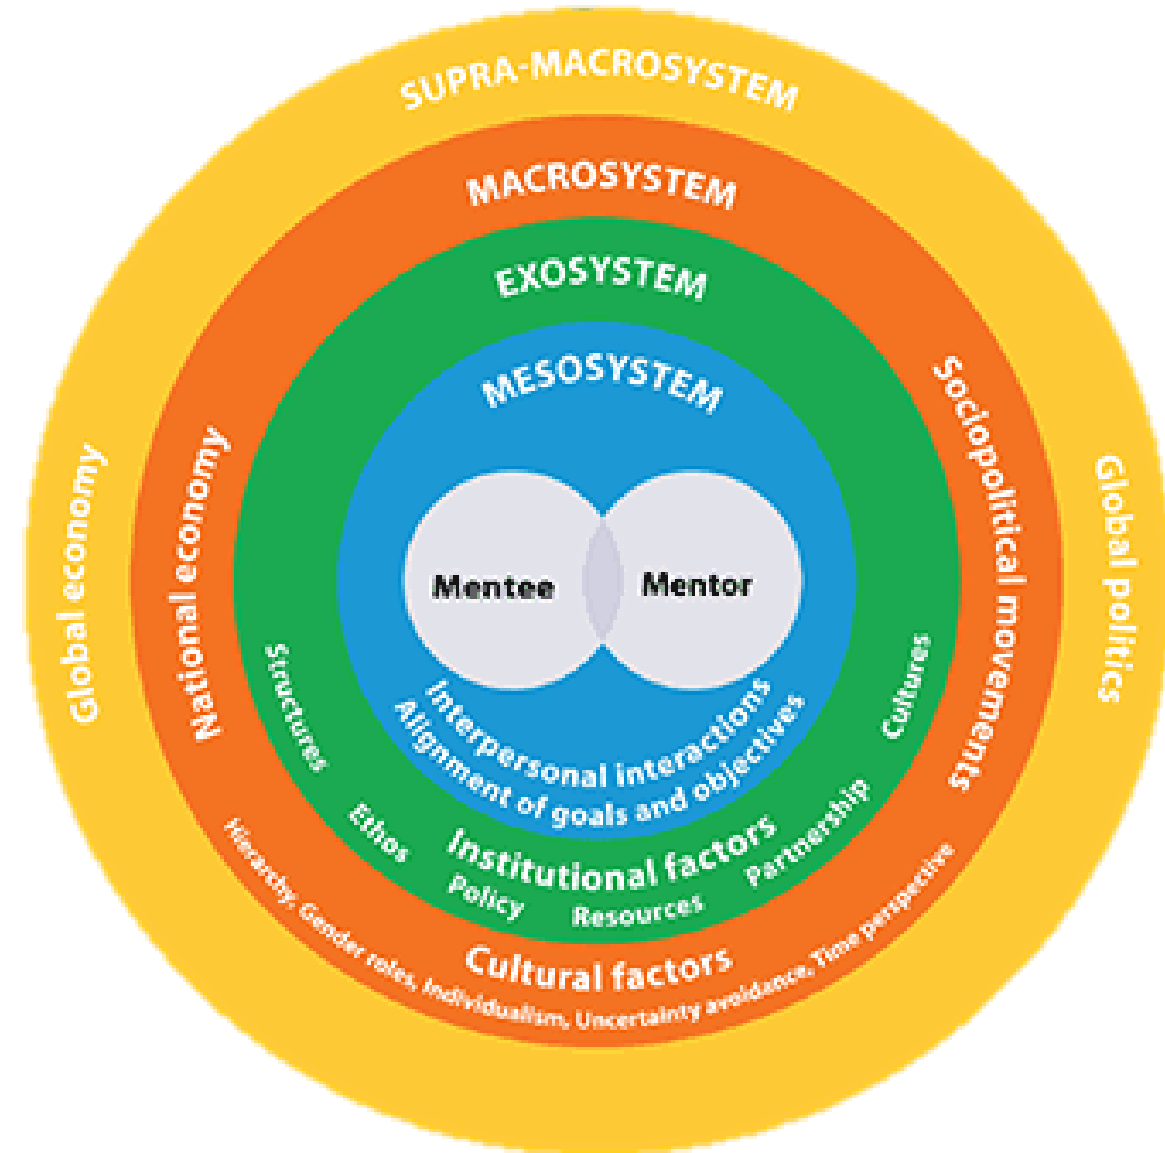 SUPRA-MACROSYSTEM
MACROSYSTEM
EXOSYSTEM
MESOSYSTEM
Mentee
Mentor
Interpersonal interactions
Alignment of goals and objectives
Structures
Ethos
Institutional factors
Policy
Resources
Partnership
Cultures
National economy
Sociopolitical movements
Cultural factors
Hierarchy, Gender roles, Individualism, Uncertainty avoidance, Time perspective
Global economy
Global politics